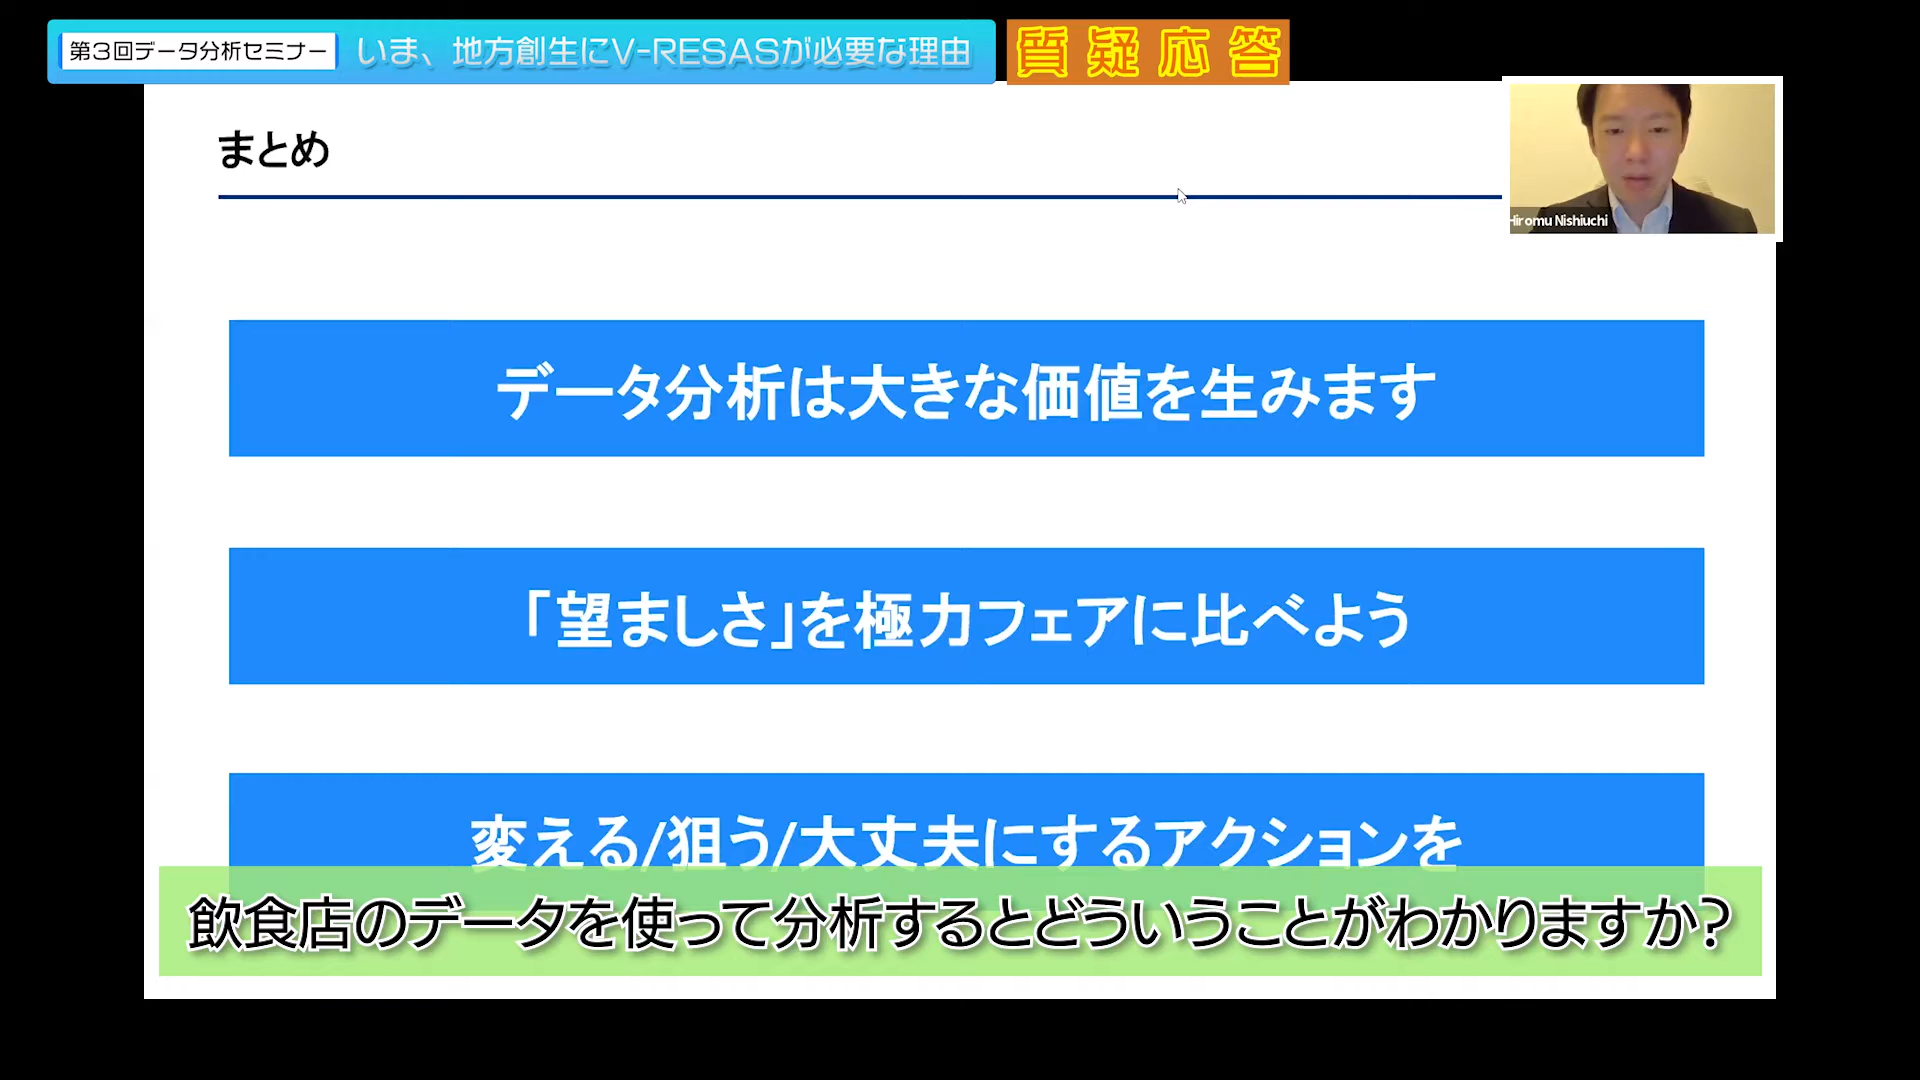 第3回データ分析セミナー
いま、地方創生にV-RESASが必要な理由
質疑応答
まとめ
Hiromu Nishiuchi
データ分析は大きな価値を生みます
「望ましさ」を極力フェアに比べよう
変える/狙う/大丈夫にするアクションを
飲食店のデータを使って分析するとどういうことがわかりますか?